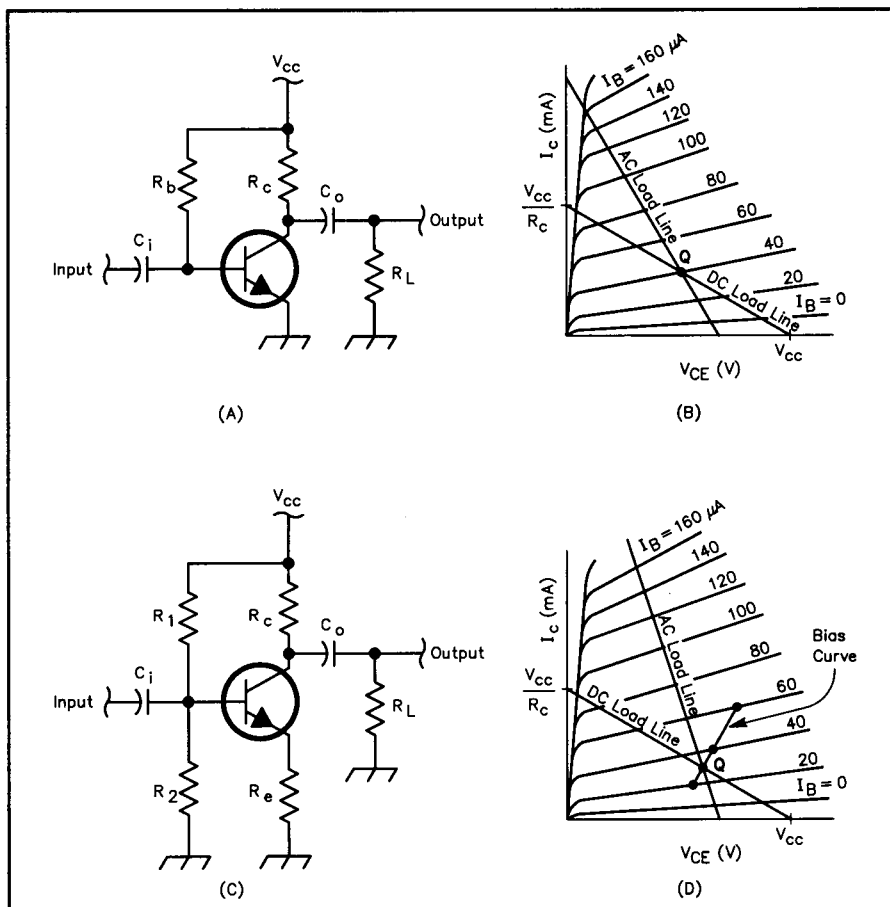 Vcc
Rb
Rc
Co
Output
Ci
Input
RL
(A)
IB = 160 μA
140
120
100
80
60
40
20
IB = 0
Ic (mA)
Vcc
Rc
AC Load Line
Q
DC Load Line
Vcc
VCE (V)
(B)
Vcc
R1
Rc
Co
Output
Ci
Input
RL
R2
Re
(C)
IB = 160 μA
140
120
100
80
60
40
20
IB = 0
Ic (mA)
Vcc
Rc
AC Load Line
DC Load Line
Bias
Curve
Q
Vcc
VCE (V)
(D)